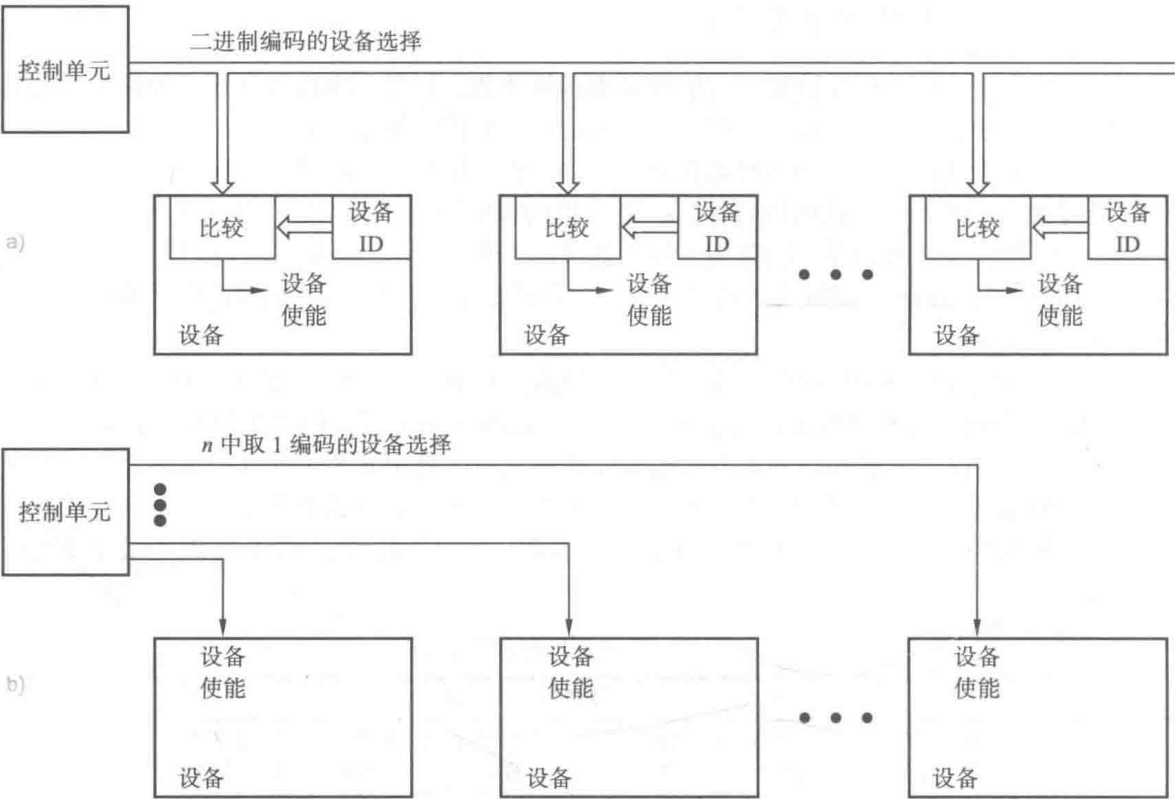 二进制编码的设备选择
控制单元
a)
比较
设备
ID
设备
使能
设备
比较
设备
ID
设备
使能
设备
比较
设备
ID
设备
使能
设备
n 中取 1 编码的设备选择
控制单元
b)
设备
使能
设备
设备
使能
设备
设备
使能
设备